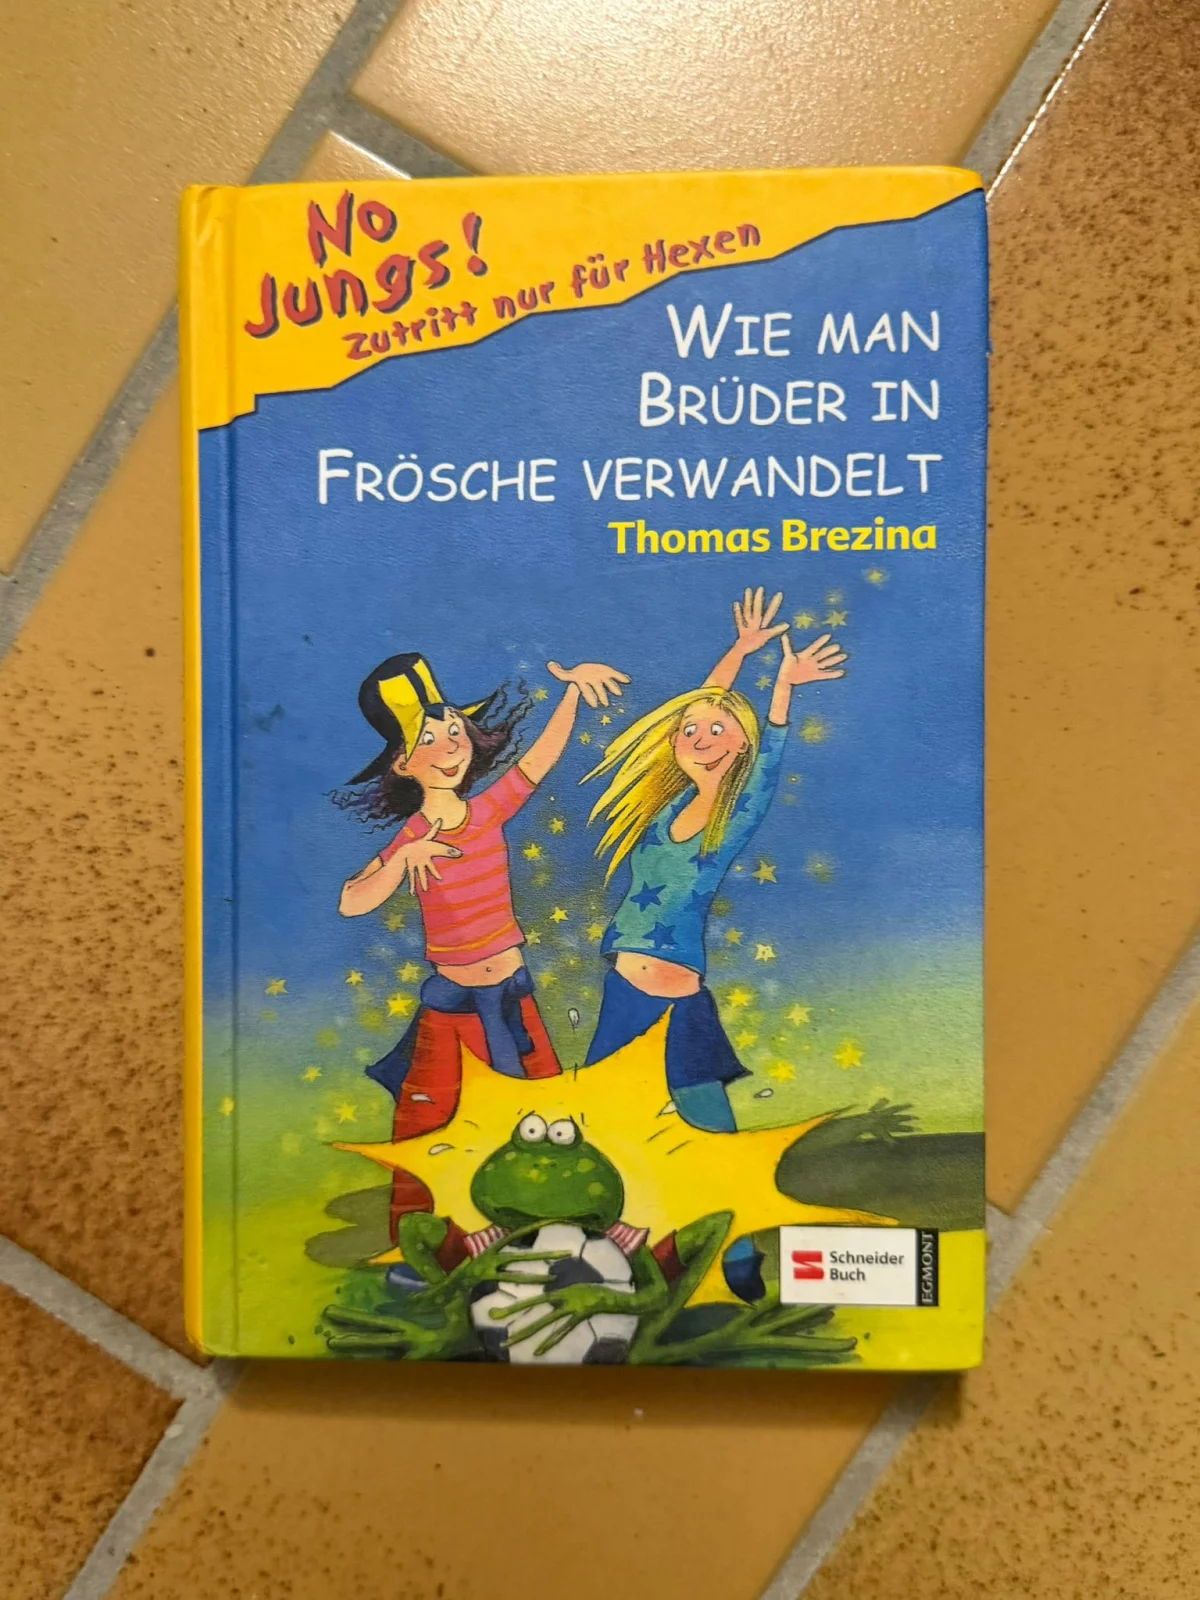 No
Jungs!
zutritt nur für Hexen
WIE MAN
BRÜDER IN
FRÖSCHE VERWANDELT
Thomas Brezina
Schneider
Buch
EGMONT